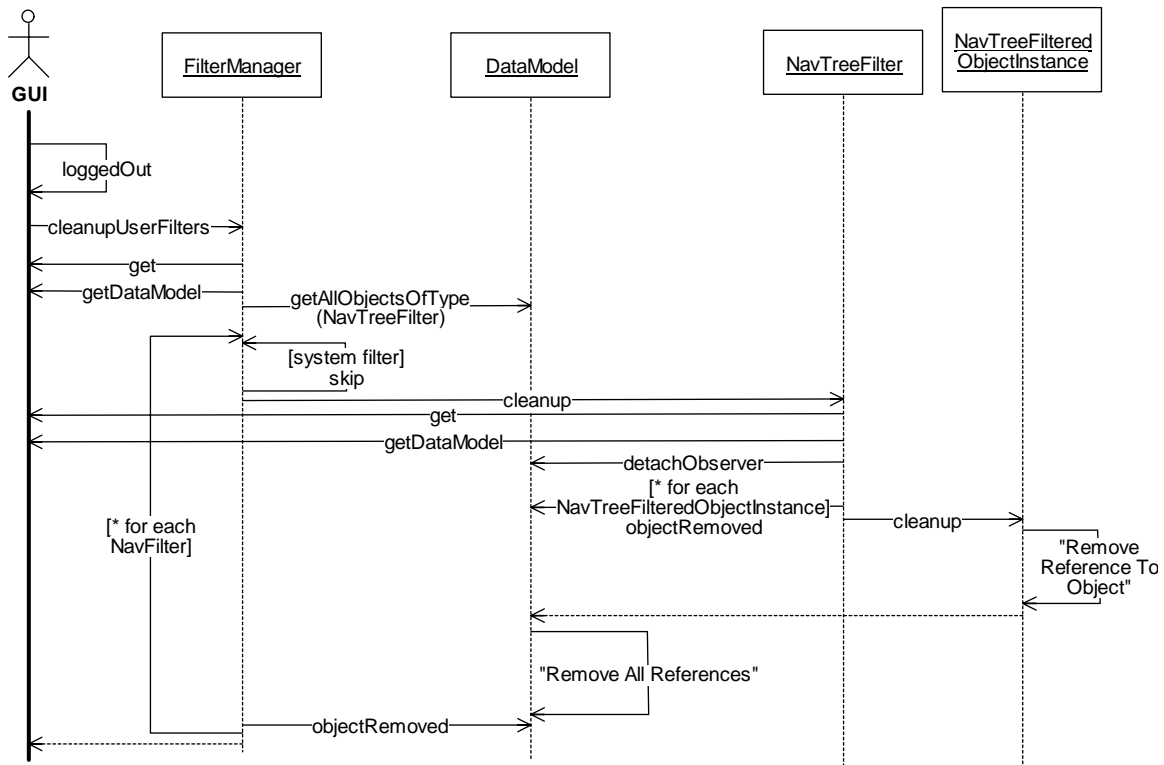 NavTreeFiltered
ObjectInstance
FilterManager
DataModel
NavTreeFilter
GUI
loggedOut
cleanupUserFilters
get
getDataModel
getAllObjectsOfType
(NavTreeFilter)
[system filter]
skip
cleanup
get
getDataModel
detachObserver
[* for each
NavTreeFilteredObjectInstance]
objectRemoved
cleanup
[* for each
NavFilter]
"Remove
Reference To
Object"
"Remove All References"
objectRemoved